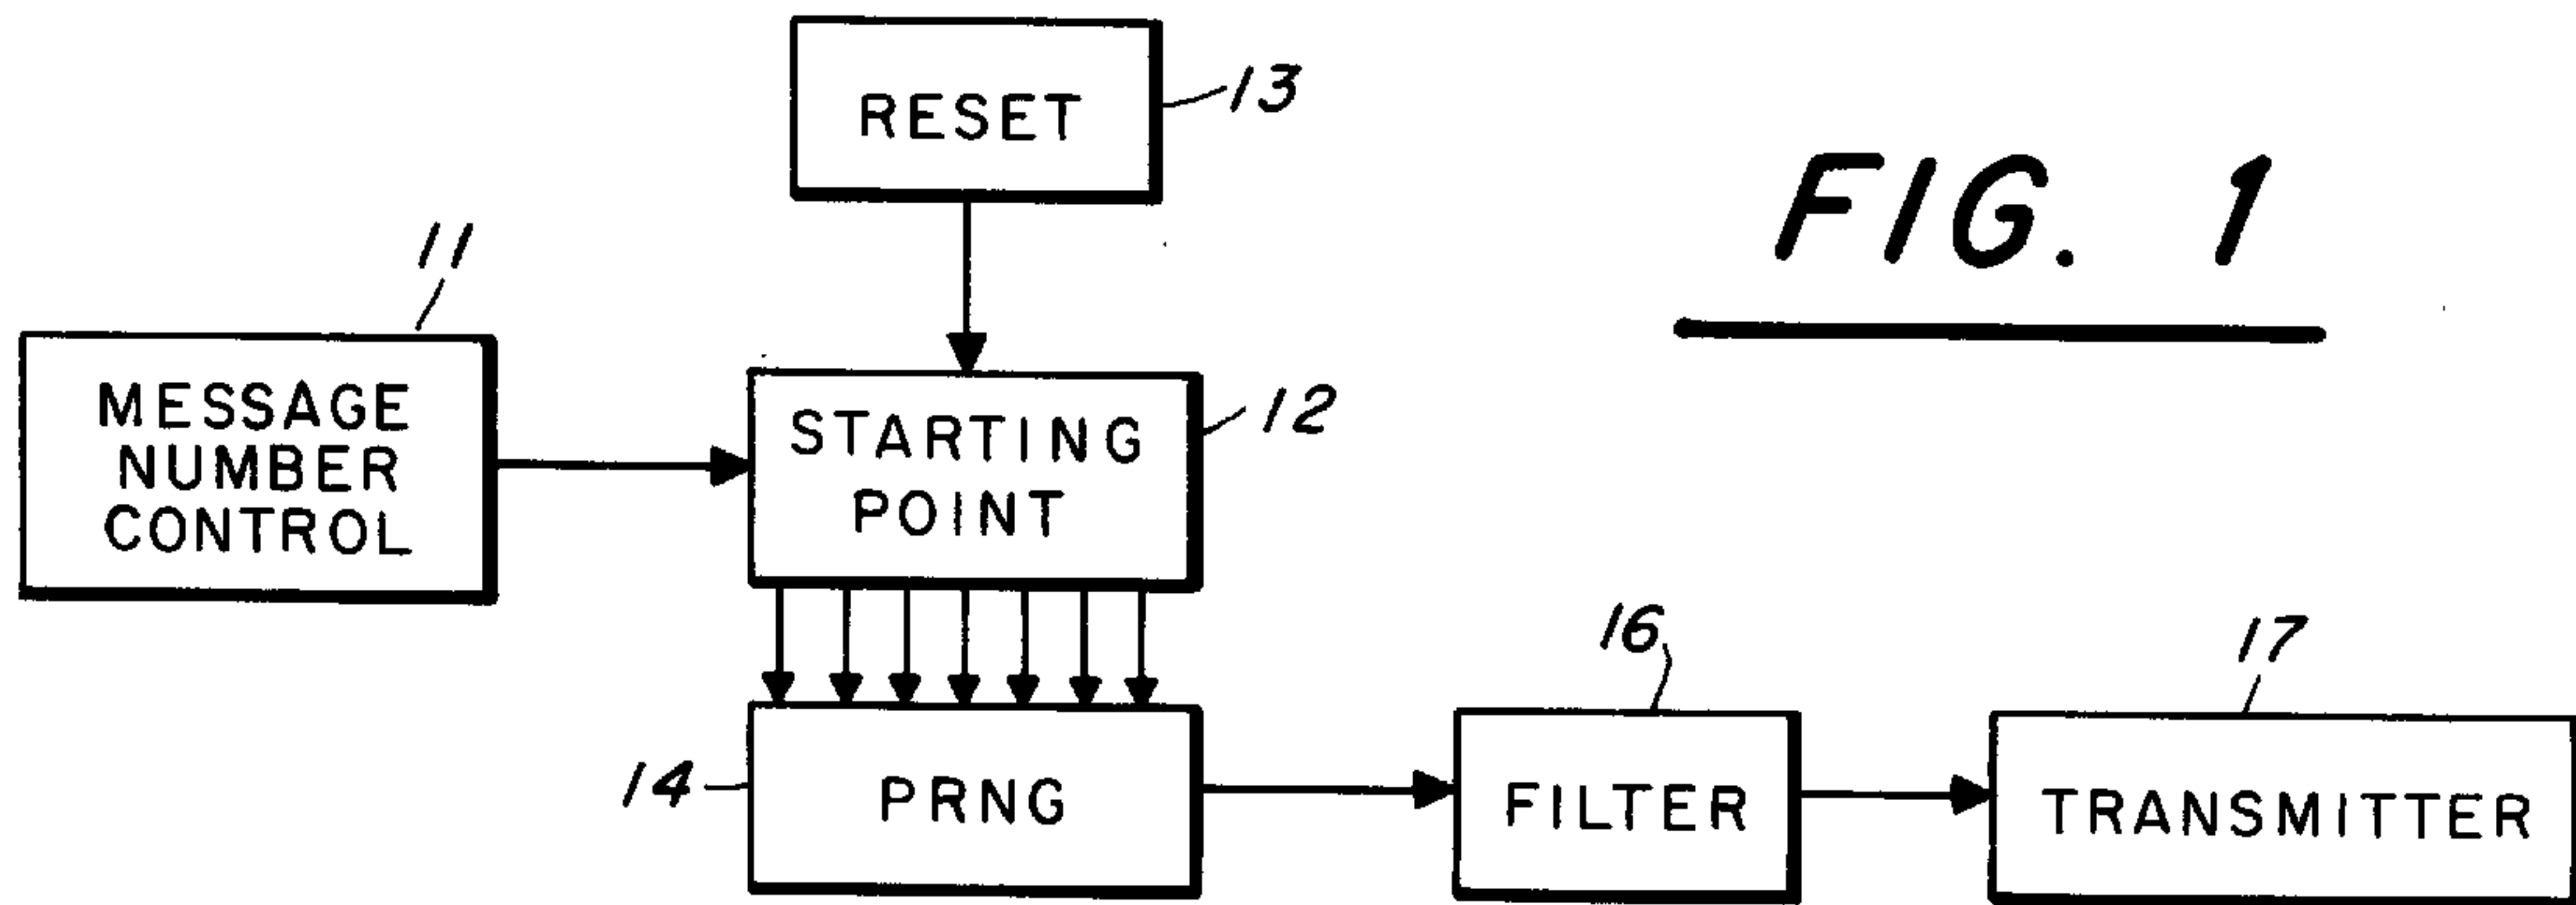 RESET
13
FIG. 1
11
MESSAGE
NUMBER
CONTROL
STARTING
POINT
12
14
PRNG
16
FILTER
17
TRANSMITTER